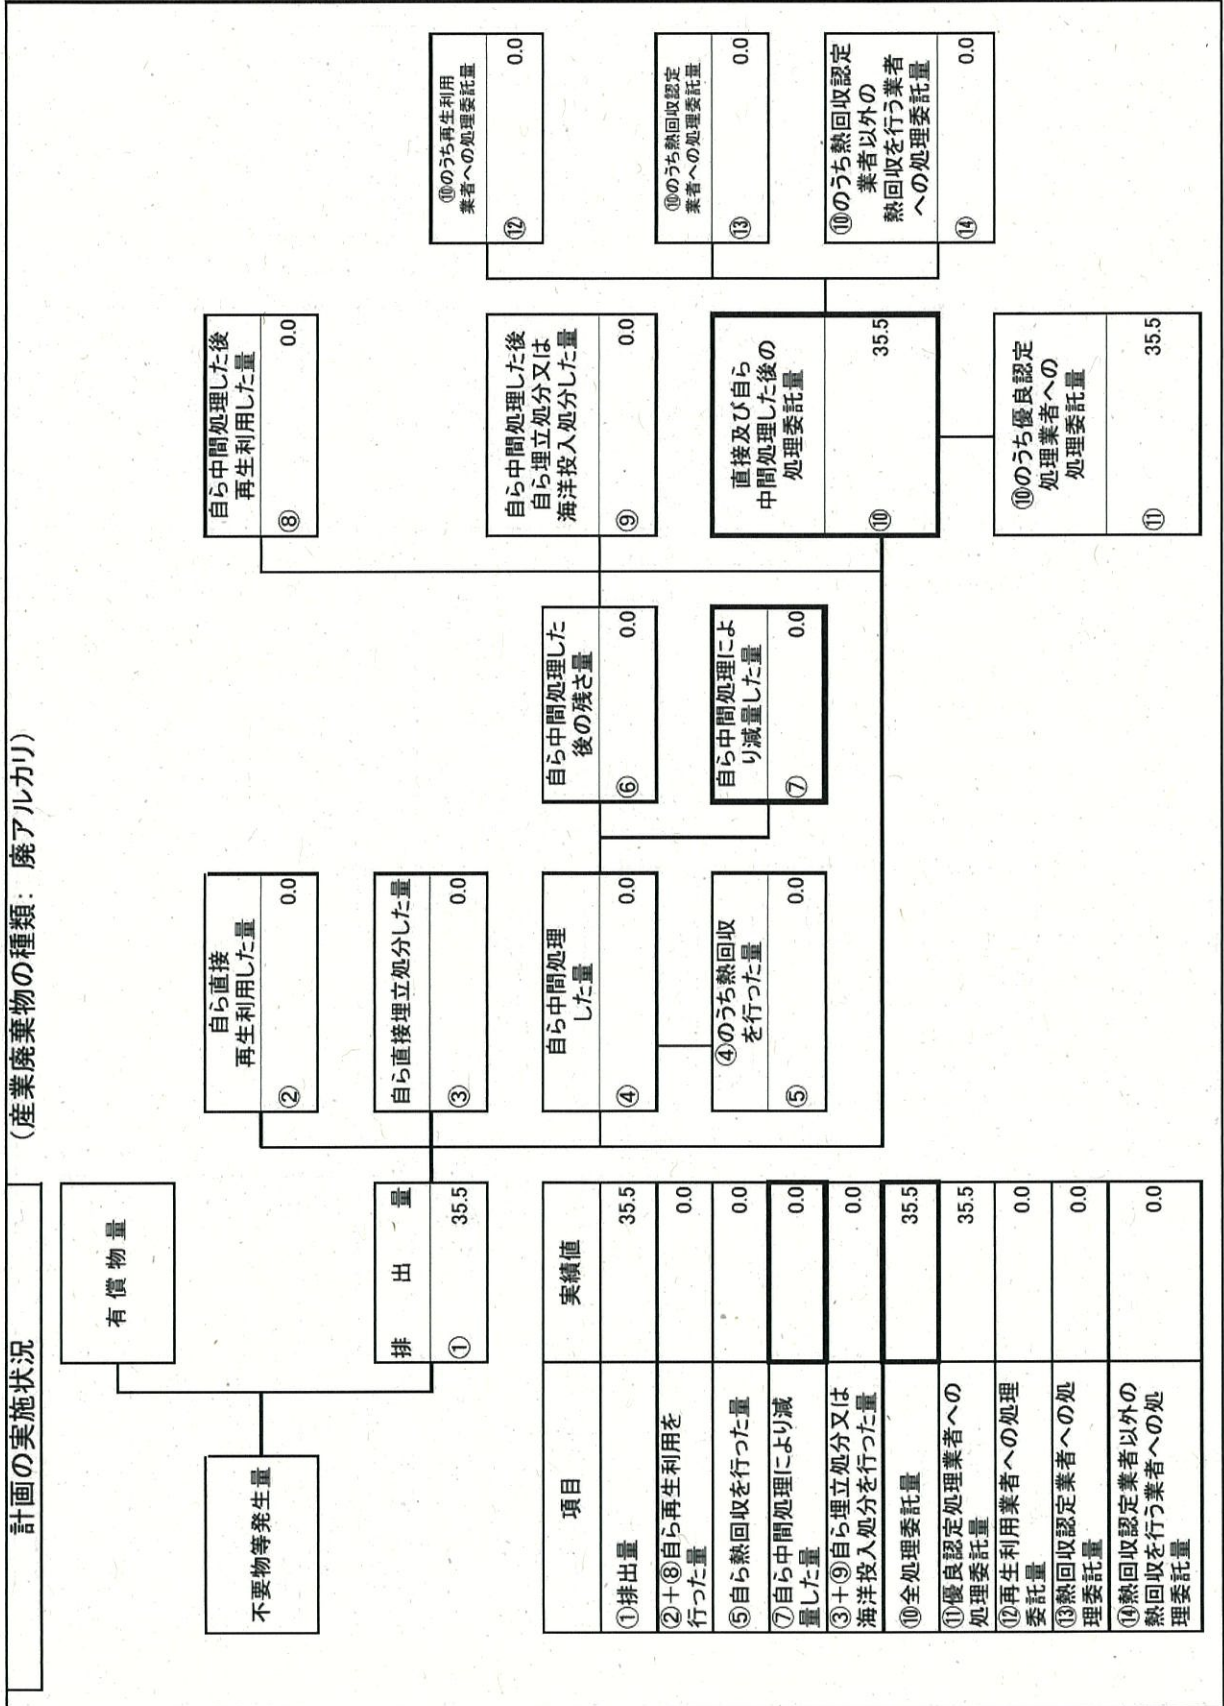 計画の実施状況
（産業廃棄物の種類： 廃アルカリ）
不要物等発生量
有償物量
排出量
① 35.5
自ら直接
再生利用した量
② 0.0
自ら直接埋立処分した量
③ 0.0
自ら中間処理
した量
④ 0.0
④のうち熱回収
を行った量
⑤ 0.0
自ら中間処理した
後の残さ量
⑥ 0.0
自ら中間処理によ
り減量した量
⑦ 0.0
自ら中間処理した後
再生利用した量
⑧ 0.0
自ら中間処理した後
自ら埋立処分又は
海洋投入処分した量
⑨ 0.0
直接及び自ら
中間処理した後の
処理委託量
⑩ 35.5
⑩のうち優良認定
処理業者への
処理委託量
⑪ 35.5
⑩のうち再生利用
業者への処理委託量
⑫ 0.0
⑩のうち熱回収認定
業者への処理委託量
⑬ 0.0
⑩のうち熱回収認定
業者以外の
熱回収を行う業者
への処理委託量
⑭ 0.0
項目 実績値
①排出量 35.5
②＋⑧自ら再生利用を
行った量 0.0
⑤自ら熱回収を行った量 0.0
⑦自ら中間処理により減
量した量 0.0
③＋⑨自ら埋立処分又は
海洋投入処分を行った量 0.0
⑩全処理委託量 35.5
⑪優良認定処理業者への
処理委託量 35.5
⑫再生利用業者への処理
委託量 0.0
⑬熱回収認定業者への処
理委託量 0.0
⑭熱回収認定業者以外の
熱回収を行う業者への処
理委託量 0.0